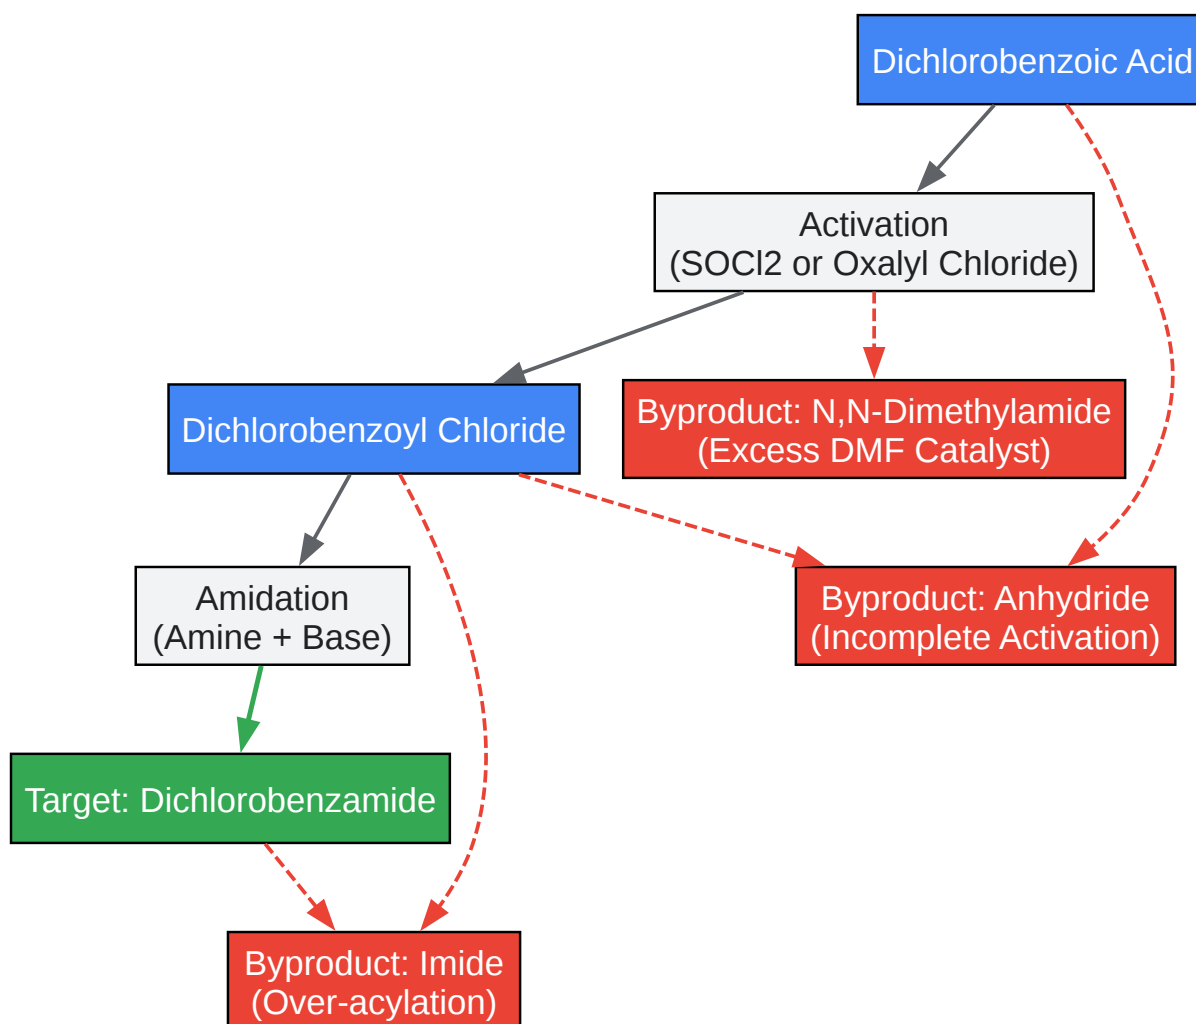 Dichlorobenzoic Acid
Activation
(SOCl2 or Oxalyl Chloride)
Byproduct: N,N-Dimethylamide
(Excess DMF Catalyst)
Dichlorobenzoyl Chloride
Amidation
(Amine + Base)
Byproduct: Anhydride
(Incomplete Activation)
Target: Dichlorobenzamide
Byproduct: Imide
(Over-acylation)